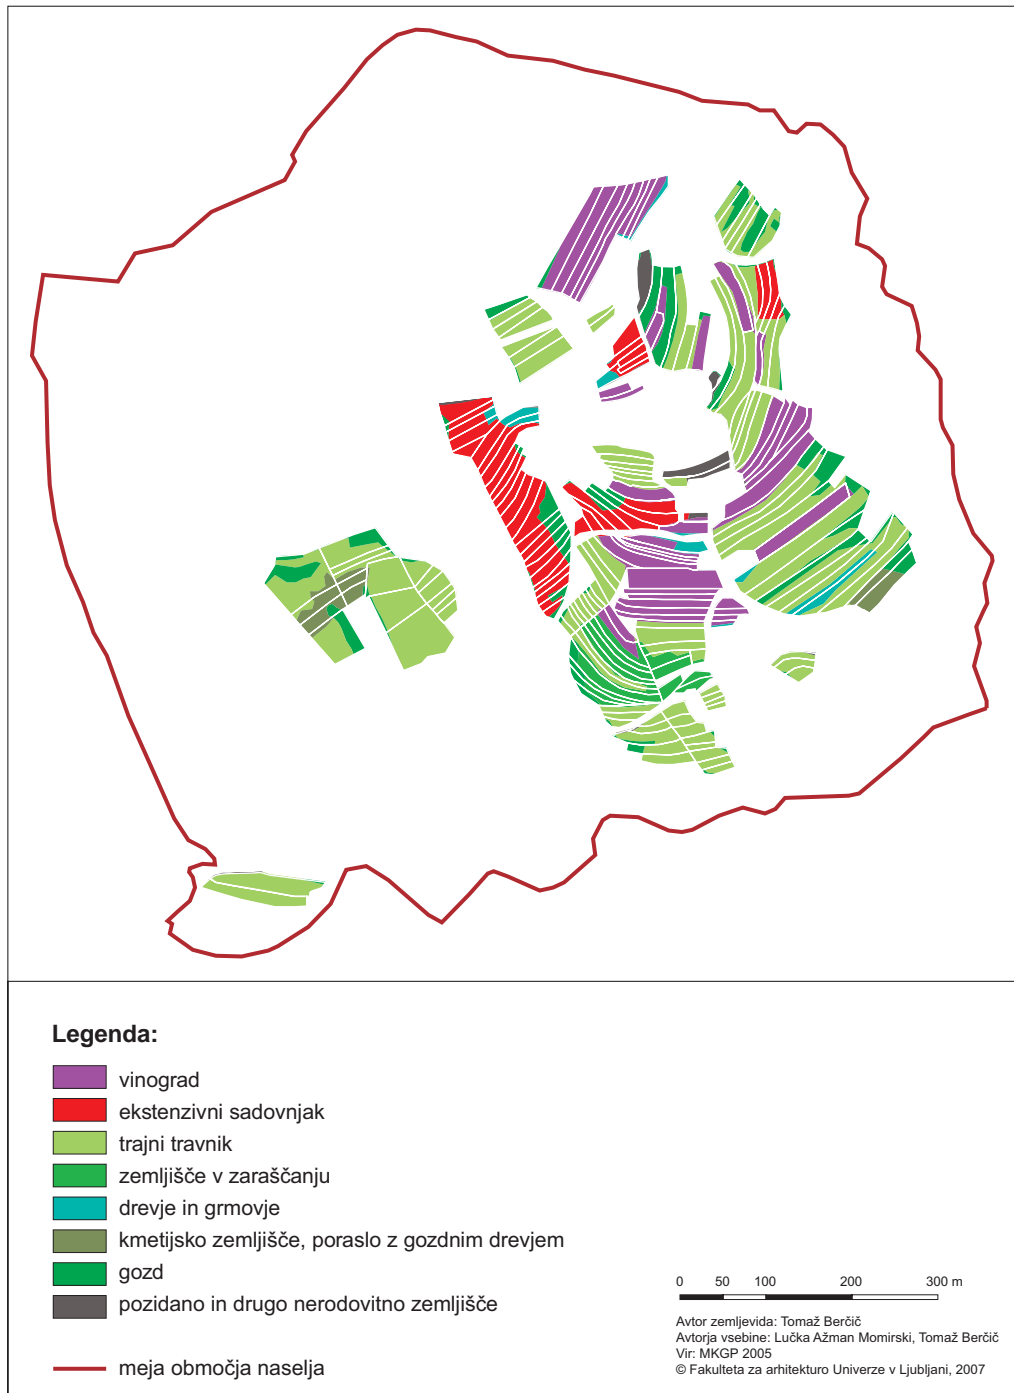 Legenda:
vinograd
ekstenzivni sadovnjak
trajni travnik
zemljišče v zaraščanju
drevje in grmovje
kmetijsko zemljišče, poraslo z gozdnim drevjem
gozd
pozidano in drugo nerodovitno zemljišče
meja območja naselja
0 50 100 200 300 m
Avtor zemljevida: Tomaž Berčič
Avtorja vsebine: Lučka Ažman Momirski, Tomaž Berčič
Vir: MKGP 2005
© Fakulteta za arhitekturo Univerze v Ljubljani, 2007